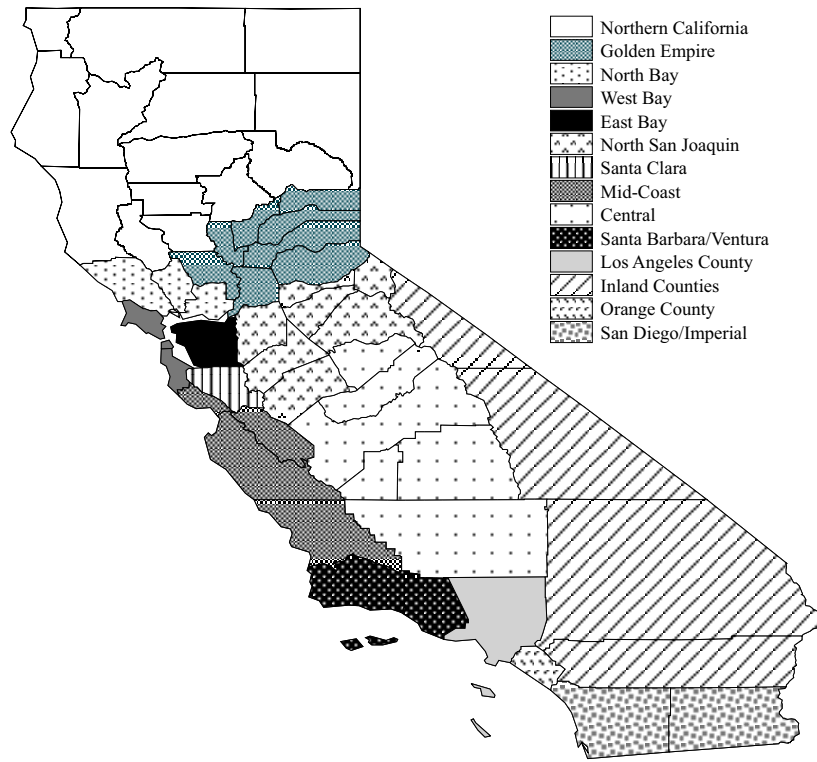 Northern California
Golden Empire
North Bay
West Bay
East Bay
North San Joaquin
Santa Clara
Mid-Coast
Central
Santa Barbara/Ventura
Los Angeles County
Inland Counties
Orange County
San Diego/Imperial